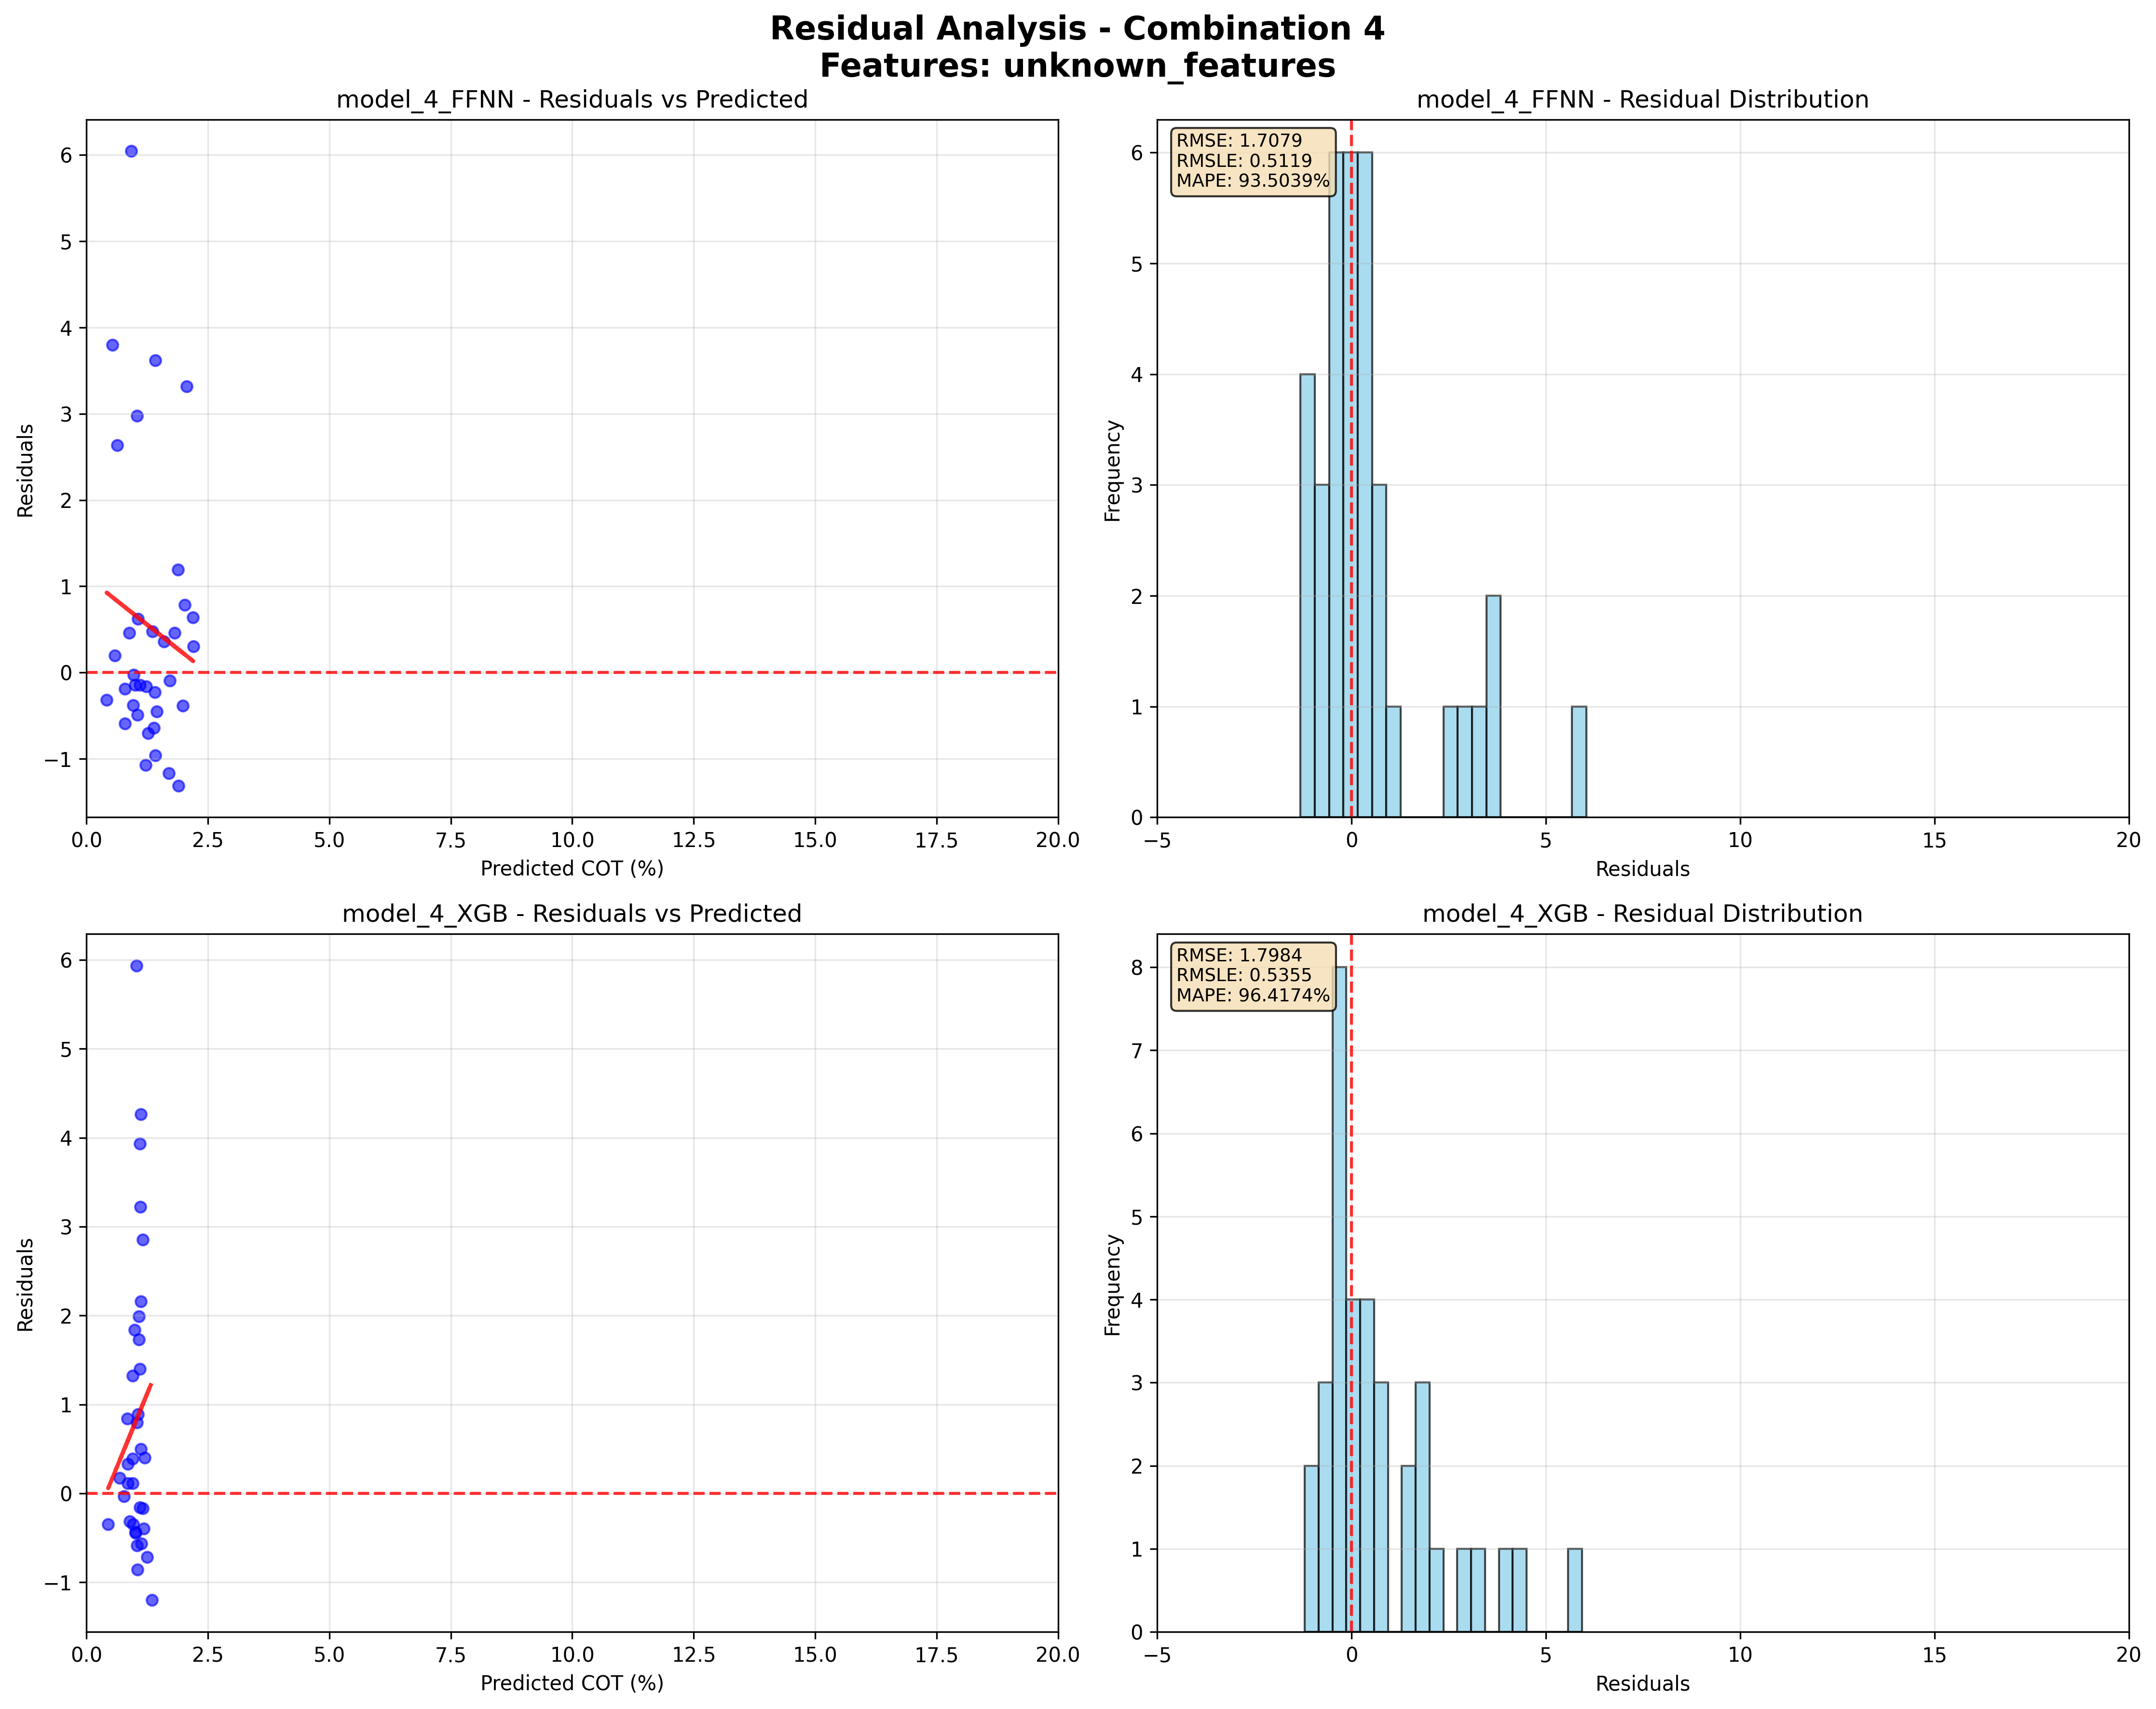 Residual Analysis - Combination 4
Features: unknown_features
model_4_FFNN - Residuals vs Predicted
6
5
4
3
2
1
0
−1
Residuals
0.0 2.5 5.0 7.5 10.0 12.5 15.0 17.5 20.0
Predicted COT (%)
model_4_FFNN - Residual Distribution
RMSE: 1.7079
RMSLE: 0.5119
MAPE: 93.5039%
6
5
4
3
2
1
0
Frequency
−5 0 5 10 15 20
Residuals
model_4_XGB - Residuals vs Predicted
6
5
4
3
2
1
0
−1
Residuals
0.0 2.5 5.0 7.5 10.0 12.5 15.0 17.5 20.0
Predicted COT (%)
model_4_XGB - Residual Distribution
RMSE: 1.7984
RMSLE: 0.5355
MAPE: 96.4174%
8
7
6
5
4
3
2
1
0
Frequency
−5 0 5 10 15 20
Residuals